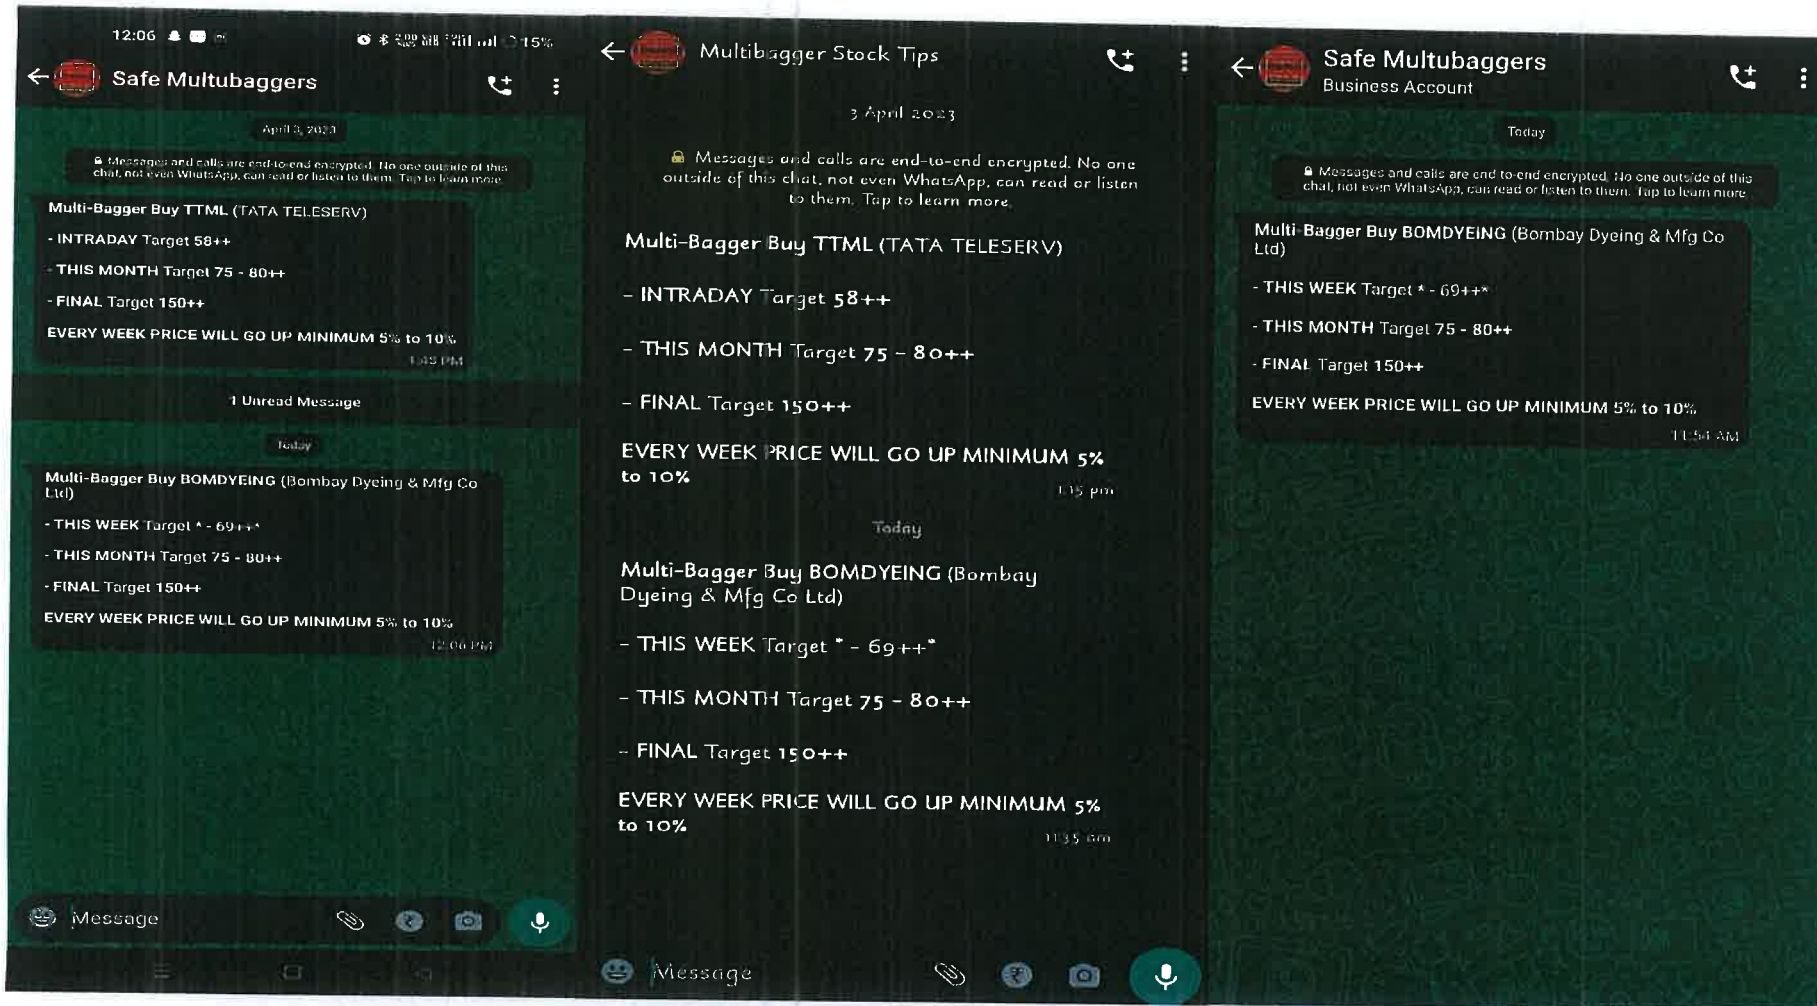 12:06
15%
Safe Multubaggers
April 3, 2023
Messages and calls are end-to-end encrypted. No one outside of this
chat, not even WhatsApp, can read or listen to them. Tap to learn more.
Multi-Bagger Buy TTML (TATA TELESERV)
- INTRADAY Target 58++
- THIS MONTH Target 75 - 80++
- FINAL Target 150++
EVERY WEEK PRICE WILL GO UP MINIMUM 5% to 10%
PM
1 Unread Message
Today
Multi-Bagger Buy BOMDYEING (Bombay Dyeing & Mfg Co
Ltd)
- THIS WEEK Target * - 69++*
- THIS MONTH Target 75 - 80++
- FINAL Target 150++
EVERY WEEK PRICE WILL GO UP MINIMUM 5% to 10%
12:06 PM
Message
Multibagger Stock Tips
3 April 2023
Messages and calls are end-to-end encrypted. No one
outside of this chat, not even WhatsApp, can read or listen
to them. Tap to learn more.
Multi-Bagger Buy TTML (TATA TELESERV)
- INTRADAY Target 58++
- THIS MONTH Target 75 - 80++
- FINAL Target 150++
EVERY WEEK PRICE WILL GO UP MINIMUM 5%
to 10%
1:15 pm
Today
Multi-Bagger Buy BOMDYEING (Bombay
Dyeing & Mfg Co Ltd)
- THIS WEEK Target * - 69++*
- THIS MONTH Target 75 - 80++
- FINAL Target 150++
EVERY WEEK PRICE WILL GO UP MINIMUM 5%
to 10%
11:35 am
Message
Safe Multubaggers
Business Account
Today
Messages and calls are end-to-end encrypted. No one outside of this
chat, not even WhatsApp, can read or listen to them. Tap to learn more.
Multi-Bagger Buy BOMDYEING (Bombay Dyeing & Mfg Co
Ltd)
- THIS WEEK Target * - 69++*
- THIS MONTH Target 75 - 80++
- FINAL Target 150++
EVERY WEEK PRICE WILL GO UP MINIMUM 5% to 10%
11:54 AM